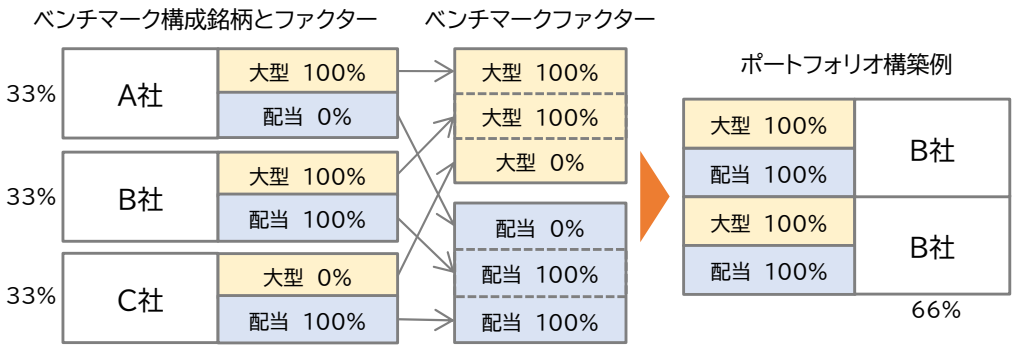 ベンチマーク構成銘柄とファクター
33%
A社
大型 100%
配当 0%
33%
B社
大型 100%
配当 100%
33%
C社
大型 0%
配当 100%
ベンチマークファクター
大型 100%
大型 100%
大型 0%
配当 0%
配当 100%
配当 100%
ポートフォリオ構築例
大型 100%
配当 100%
B社
大型 100%
配当 100%
B社
66%